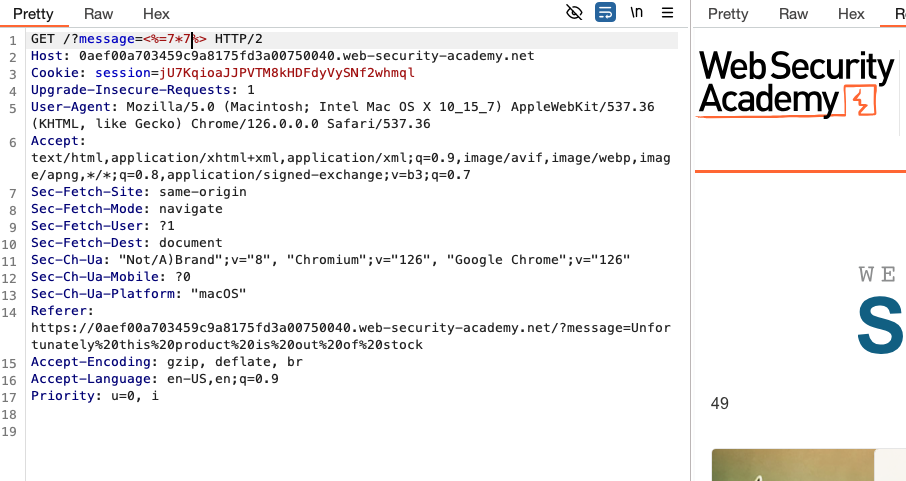 Pretty Raw Hex \n ☰
1 GET /?message=<%=7*7%> HTTP/2
2 Host: 0aef00a703459c9a8175fd3a00750040.web-security-academy.net
3 Cookie: session=jU7KqioaJJPVTM8kHDFdyVySNf2whmql
4 Upgrade-Insecure-Requests: 1
5 User-Agent: Mozilla/5.0 (Macintosh; Intel Mac OS X 10_15_7) AppleWebKit/537.36
(KHTML, like Gecko) Chrome/126.0.0.0 Safari/537.36
6 Accept:
text/html,application/xhtml+xml,application/xml;q=0.9,image/avif,image/webp,imag
e/apng,*/*;q=0.8,application/signed-exchange;v=b3;q=0.7
7 Sec-Fetch-Site: same-origin
8 Sec-Fetch-Mode: navigate
9 Sec-Fetch-User: ?1
10 Sec-Fetch-Dest: document
11 Sec-Ch-Ua: "Not/A)Brand";v="8", "Chromium";v="126", "Google Chrome";v="126"
12 Sec-Ch-Ua-Mobile: ?0
13 Sec-Ch-Ua-Platform: "macOS"
14 Referer:
https://0aef00a703459c9a8175fd3a00750040.web-security-academy.net/?message=Unfor
tunately%20this%20product%20is%20out%20of%20stock
15 Accept-Encoding: gzip, deflate, br
16 Accept-Language: en-US,en;q=0.9
17 Priority: u=0, i
18
19
Pretty Raw Hex R
Web Security
Academy
WE
S
49